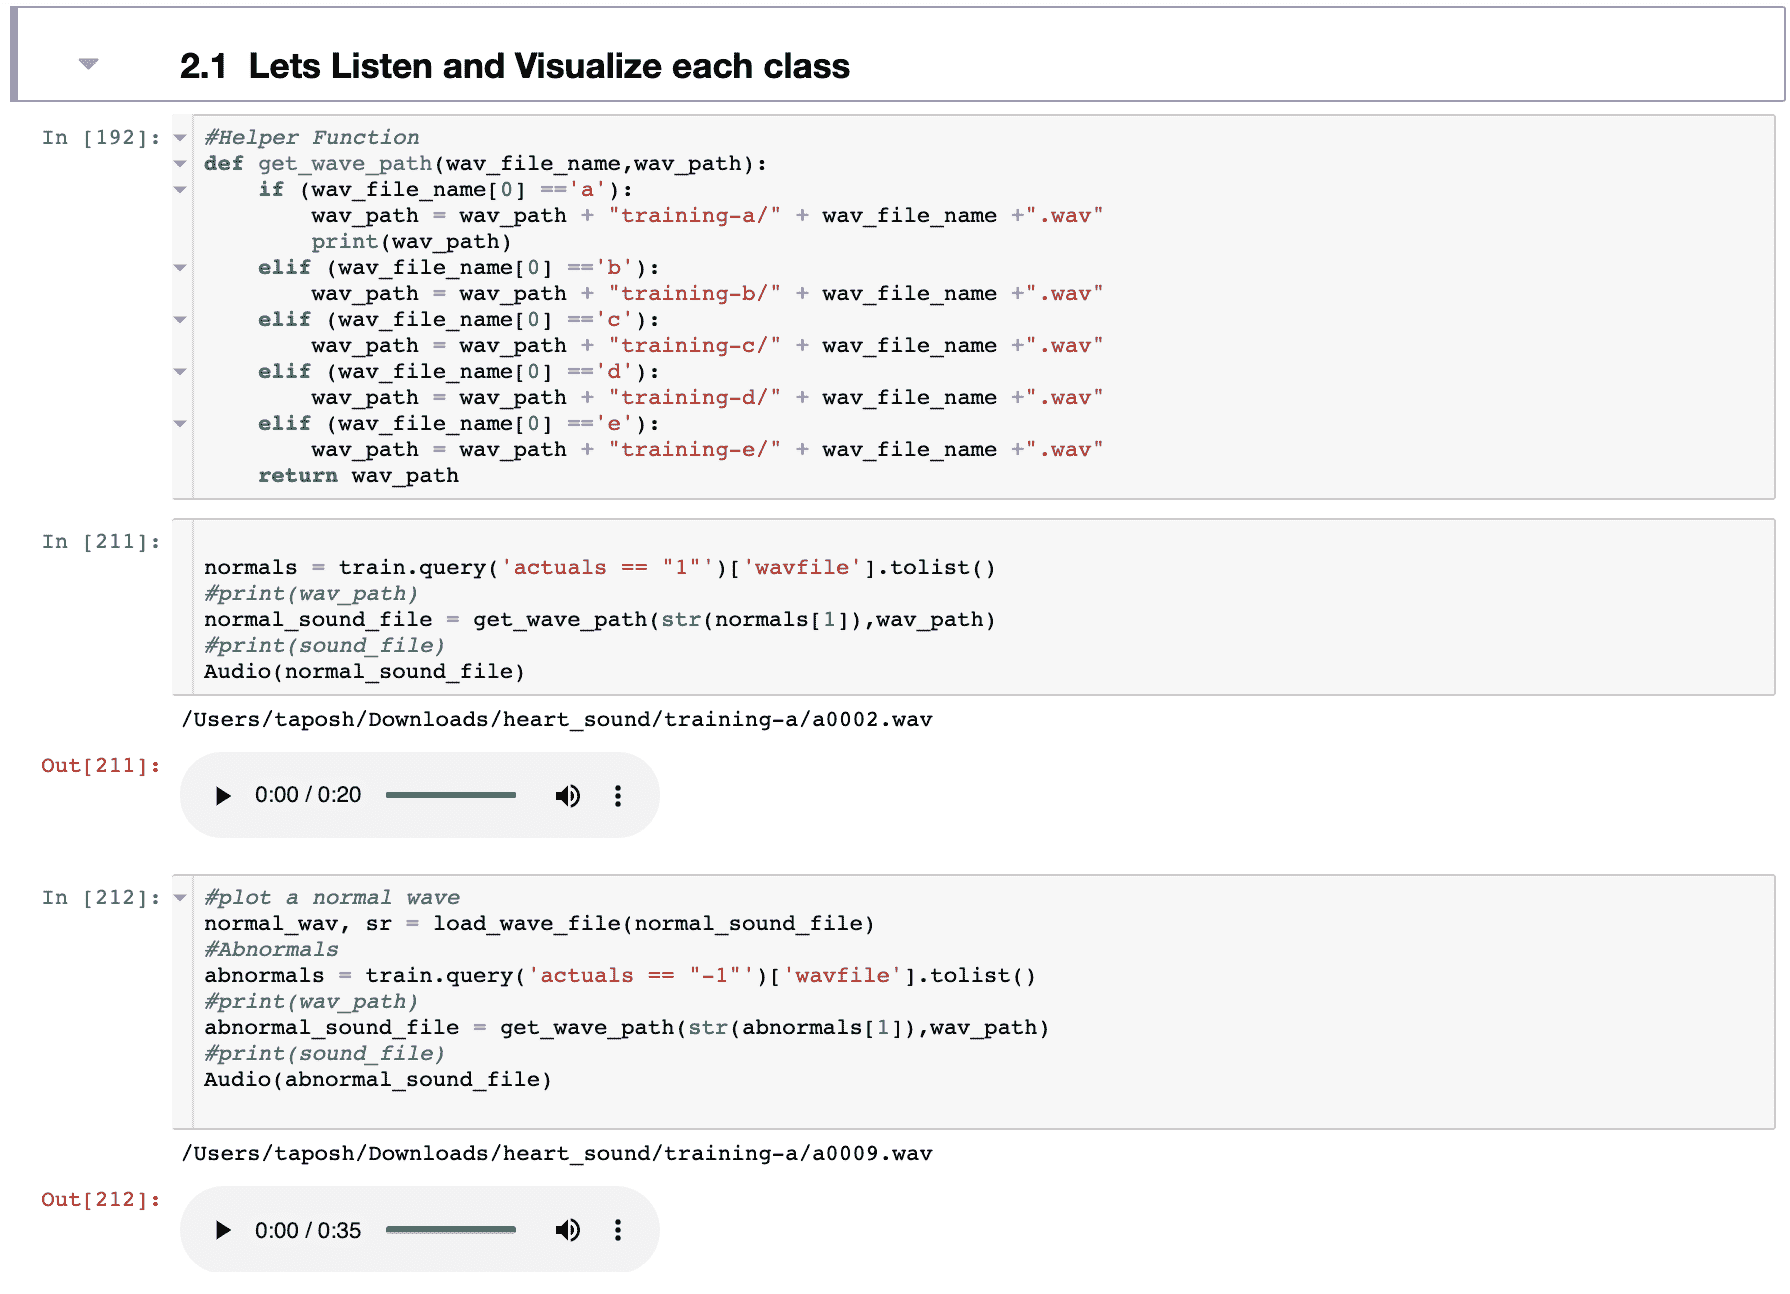 2.1 Lets Listen and Visualize each class
In [192]:
#Helper Function
def get_wave_path(wav_file_name,wav_path):
    if (wav_file_name[0] =='a'):
        wav_path = wav_path + "training-a/" + wav_file_name +".wav"
        print(wav_path)
    elif (wav_file_name[0] =='b'):
        wav_path = wav_path + "training-b/" + wav_file_name +".wav"
    elif (wav_file_name[0] =='c'):
        wav_path = wav_path + "training-c/" + wav_file_name +".wav"
    elif (wav_file_name[0] =='d'):
        wav_path = wav_path + "training-d/" + wav_file_name +".wav"
    elif (wav_file_name[0] =='e'):
        wav_path = wav_path + "training-e/" + wav_file_name +".wav"
    return wav_path
In [211]:
normals = train.query('actuals == "1"')['wavfile'].tolist()
#print(wav_path)
normal_sound_file = get_wave_path(str(normals[1]),wav_path)
#print(sound_file)
Audio(normal_sound_file)
/Users/taposh/Downloads/heart_sound/training-a/a0002.wav
Out[211]:
0:00 / 0:20
In [212]:
#plot a normal wave
normal_wav, sr = load_wave_file(normal_sound_file)
#Abnormals
abnormals = train.query('actuals == "-1"')['wavfile'].tolist()
#print(wav_path)
abnormal_sound_file = get_wave_path(str(abnormals[1]),wav_path)
#print(sound_file)
Audio(abnormal_sound_file)
/Users/taposh/Downloads/heart_sound/training-a/a0009.wav
Out[212]:
0:00 / 0:35